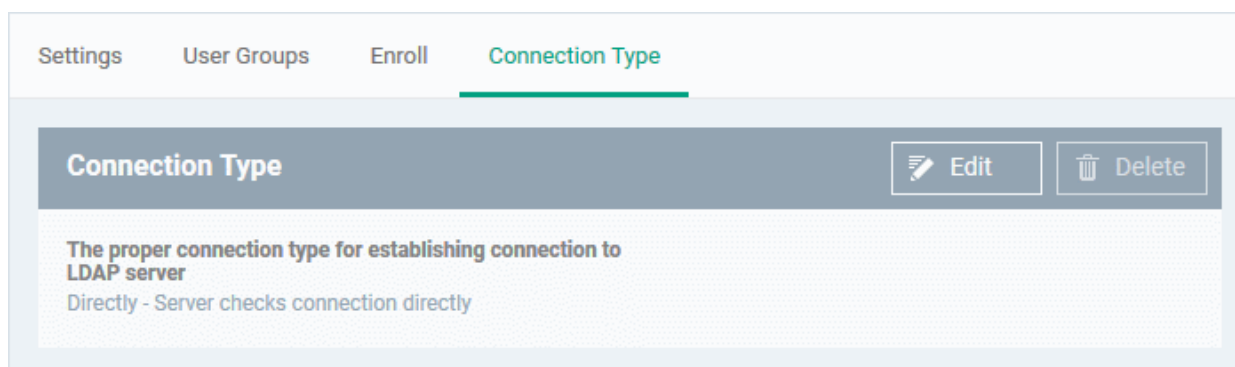 Settings User Groups Enroll Connection Type
Connection Type Edit Delete
The proper connection type for establishing connection to
LDAP server
Directly - Server checks connection directly